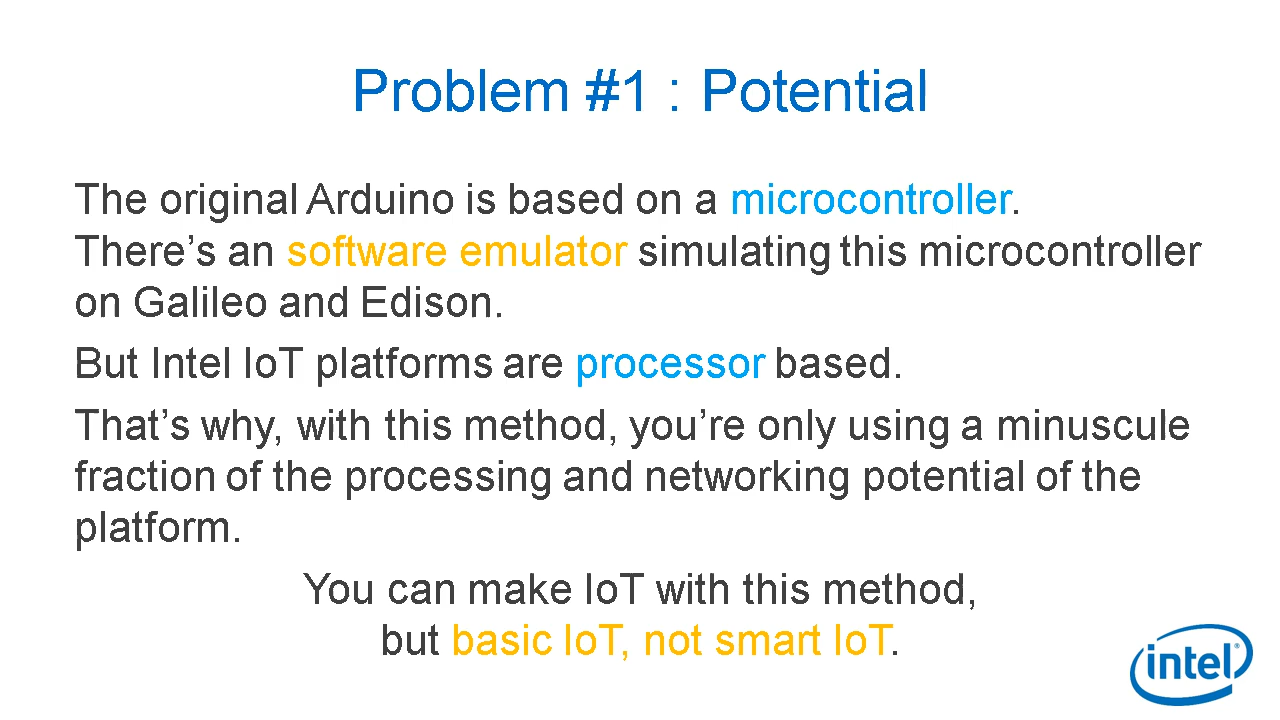 Problem #1 : Potential
The original Arduino is based on a microcontroller.
There’s an software emulator simulating this microcontroller
on Galileo and Edison.
But Intel IoT platforms are processor based.
That’s why, with this method, you’re only using a minuscule
fraction of the processing and networking potential of the
platform.
You can make IoT with this method,
but basic IoT, not smart IoT.
intel®